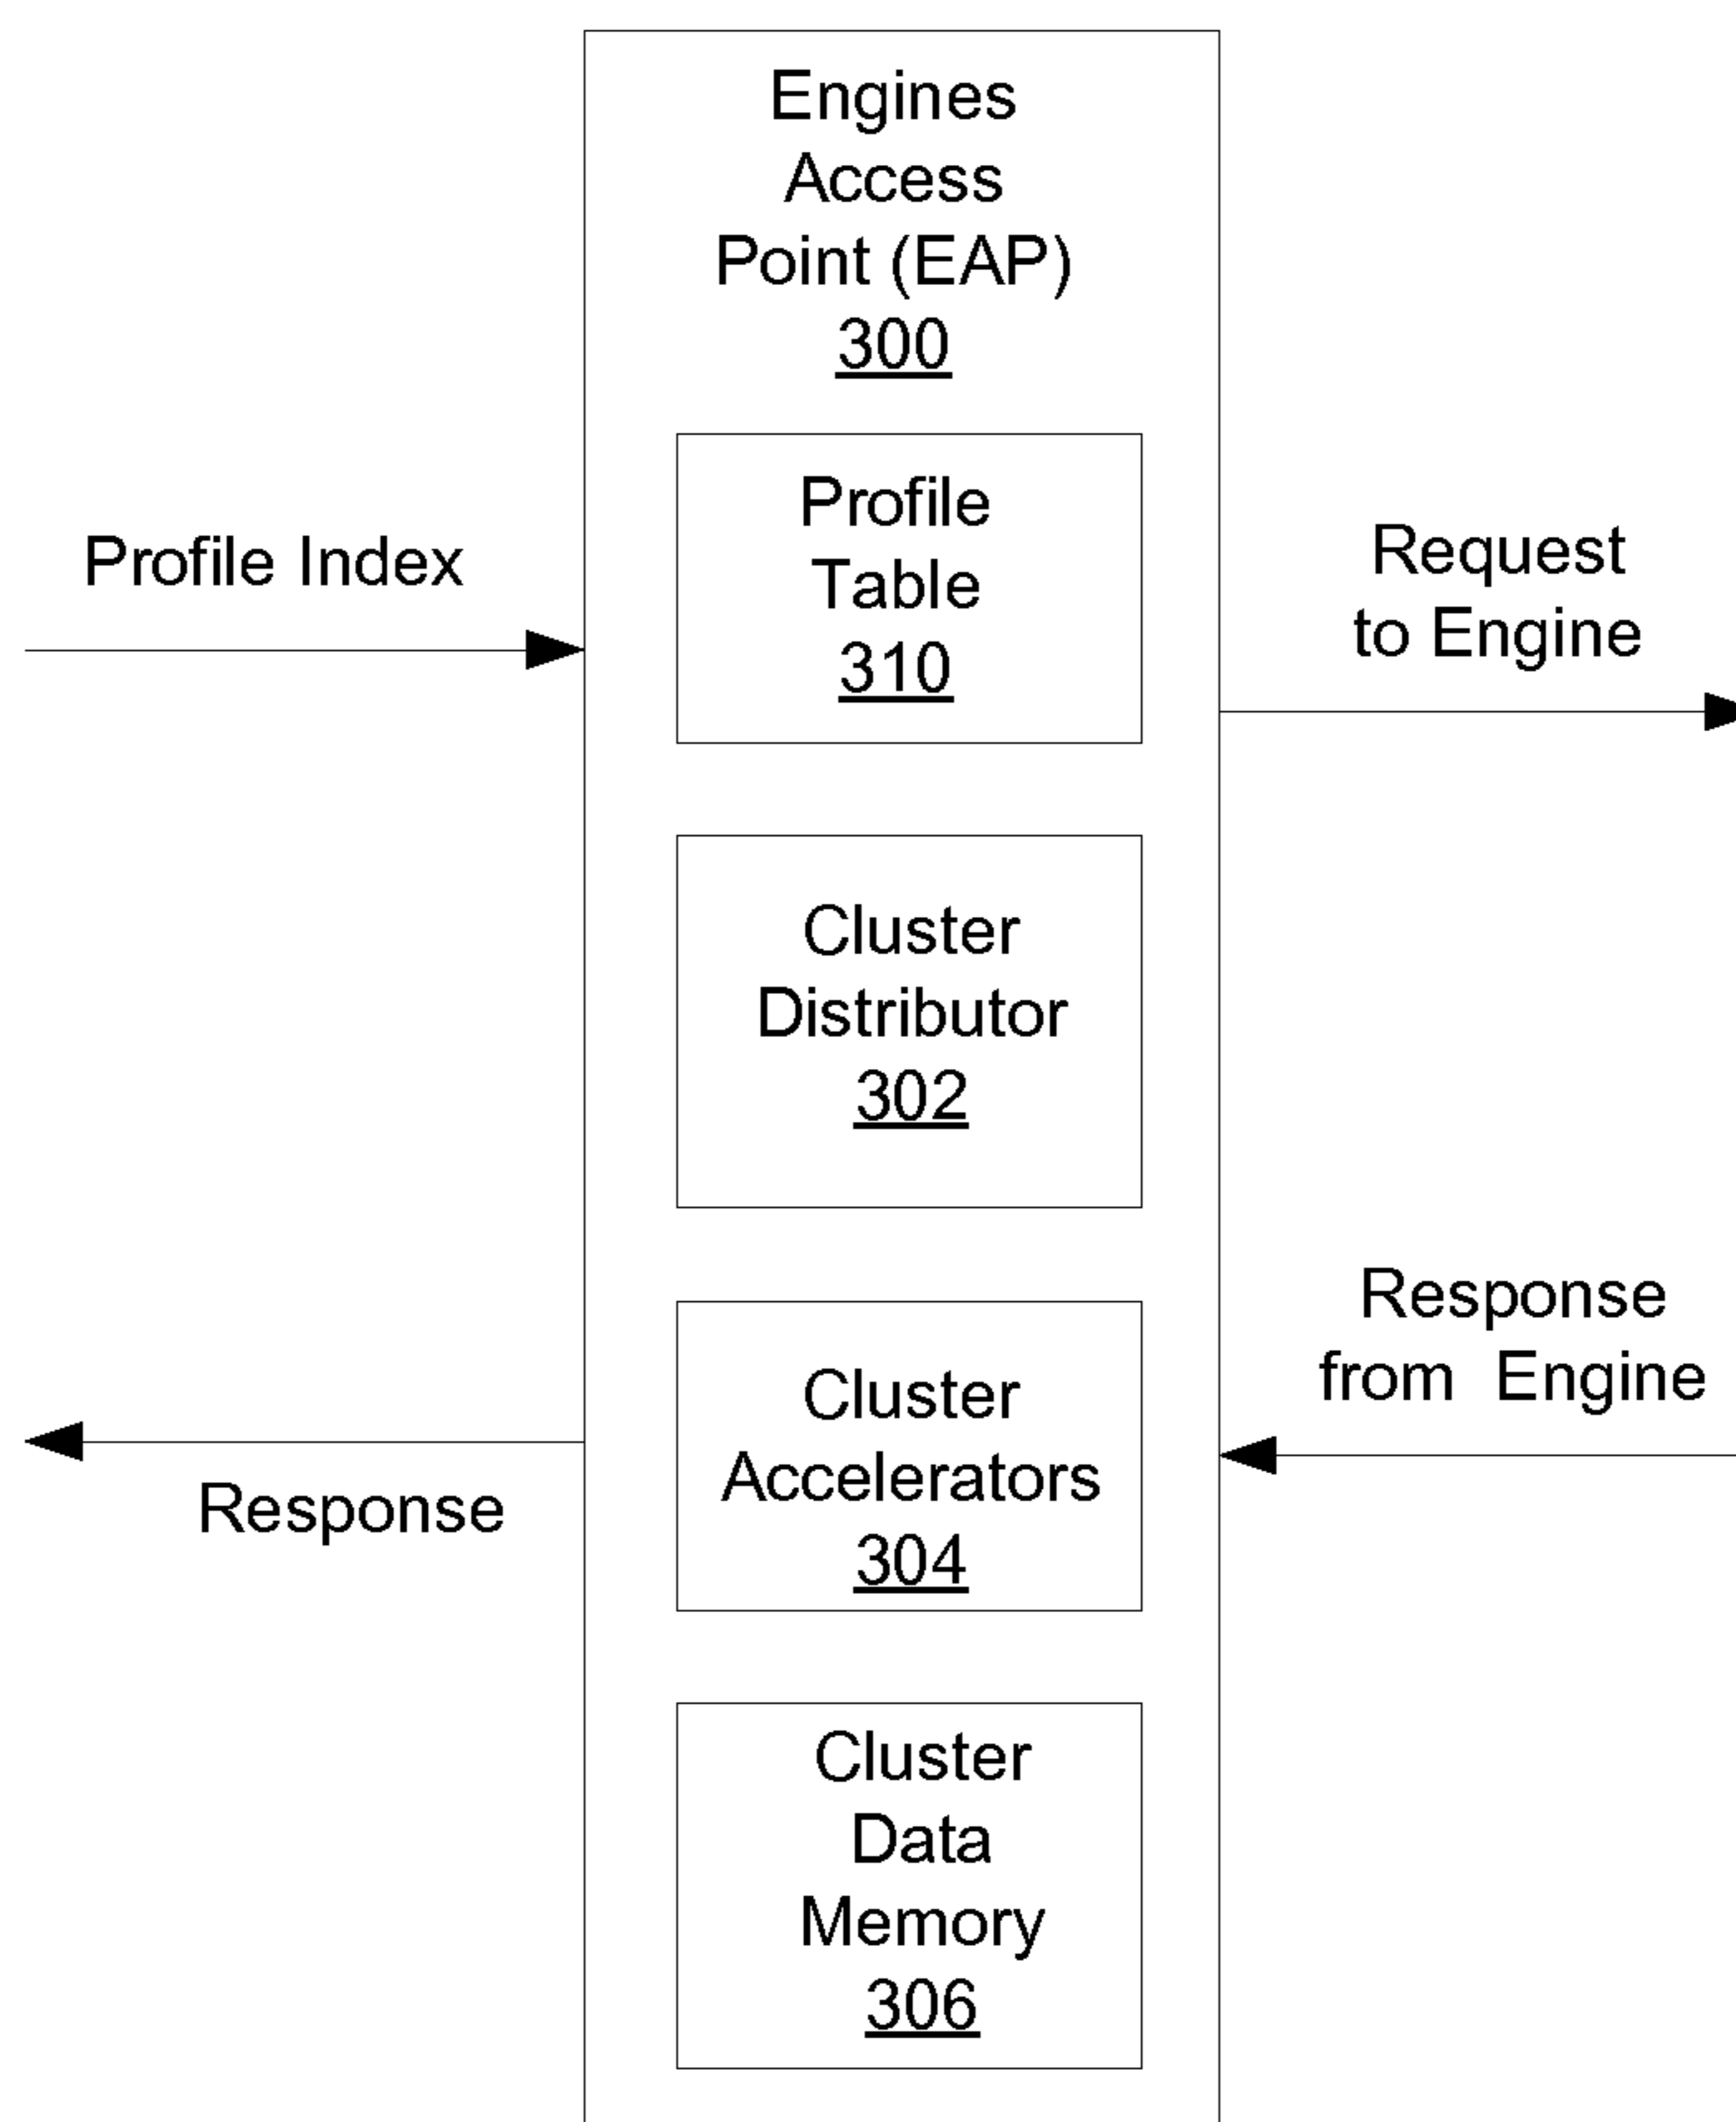 Engines
Access
Point (EAP)
300
Profile
Table
310
Profile Index
Request
to Engine
Cluster
Distributor
302
Cluster
Accelerators
304
Response
from Engine
Response
Cluster
Data
Memory
306